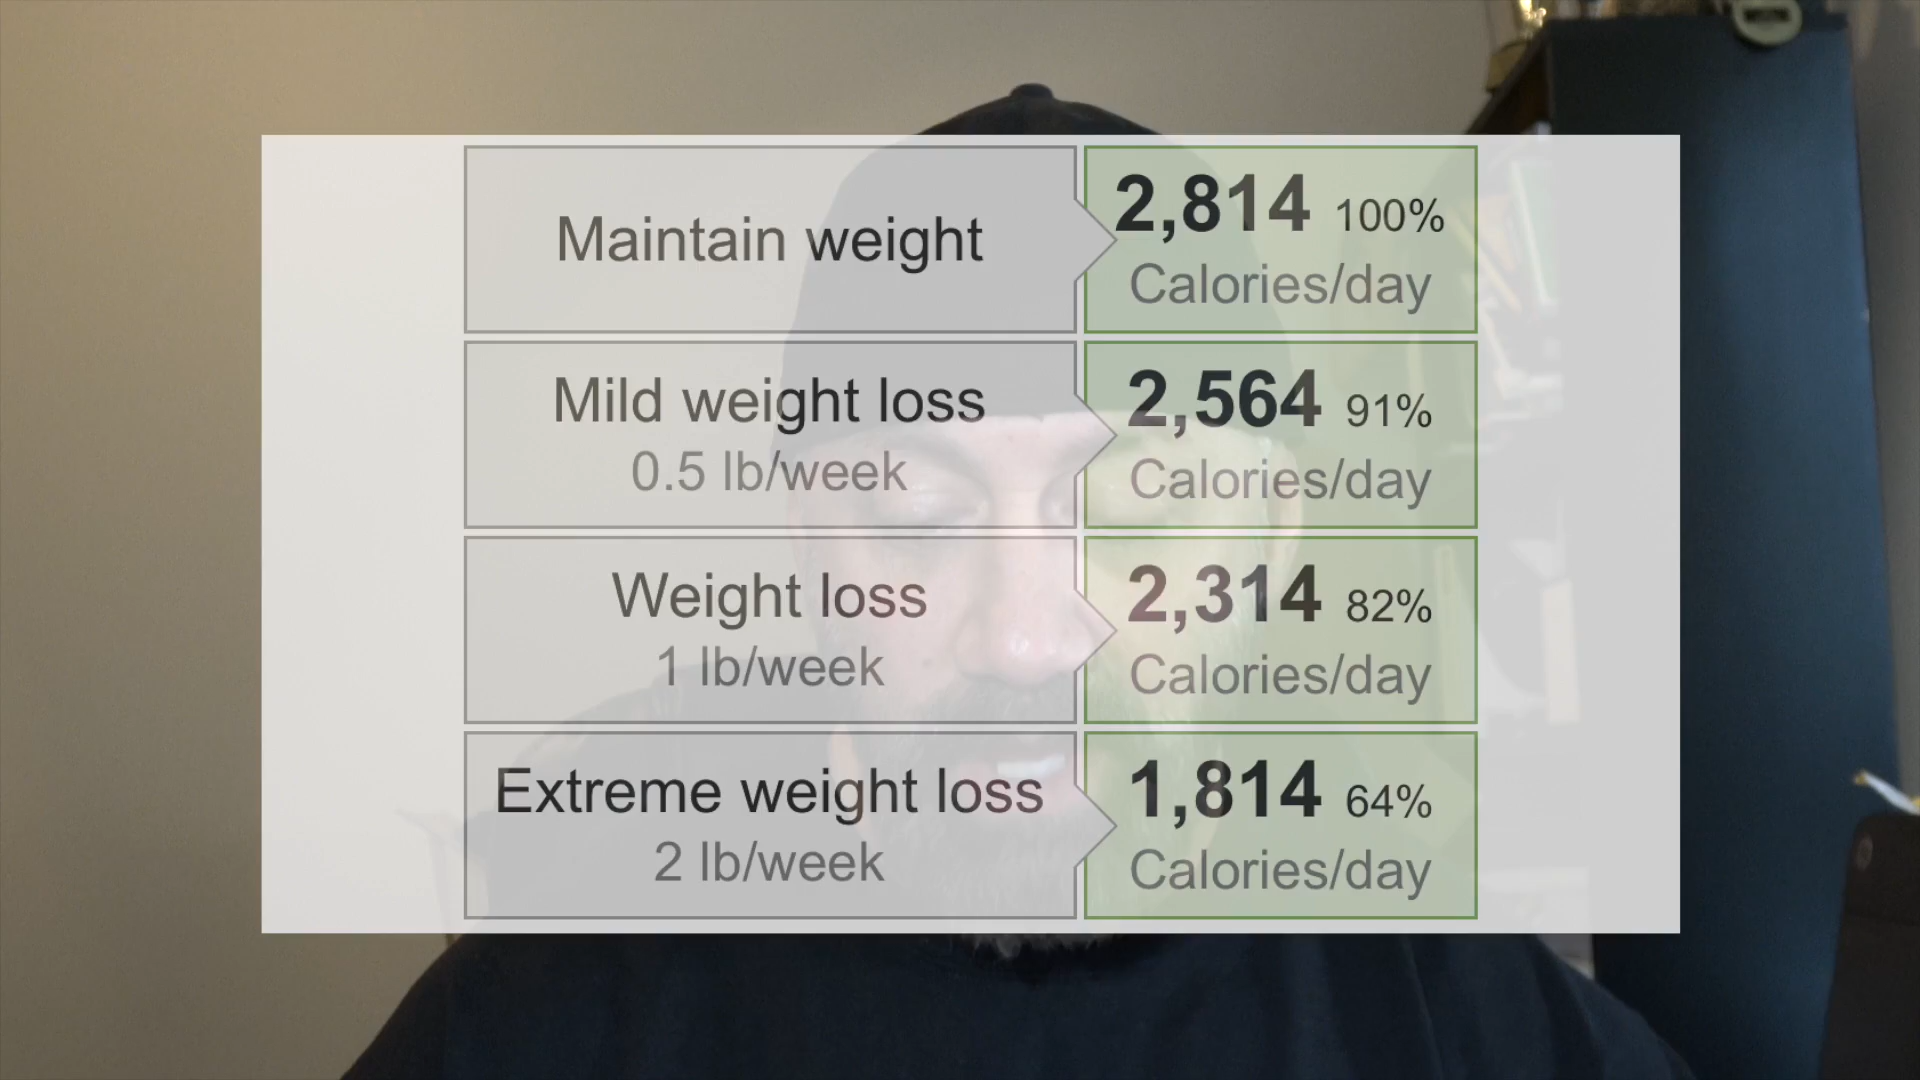 Maintain weight
2,814 100%
Calories/day
Mild weight loss
0.5 lb/week
2,564 91%
Calories/day
Weight loss
1 lb/week
2,314 82%
Calories/day
Extreme weight loss
2 lb/week
1,814 64%
Calories/day